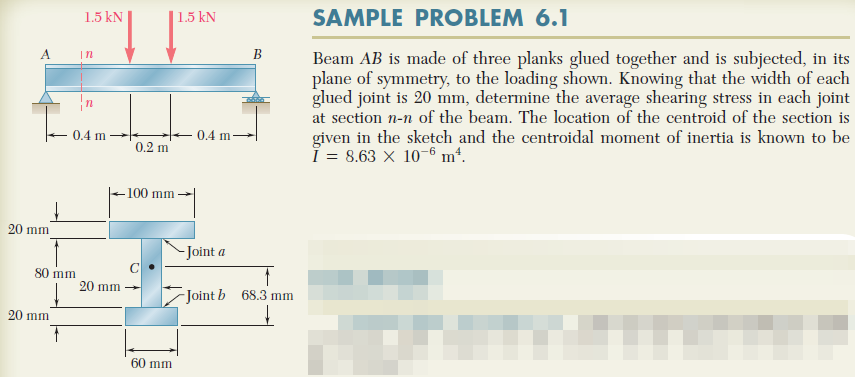 1.5 kN 1.5 kN
SAMPLE PROBLEM 6.1
A n B
n
0.4 m 0.4 m
0.2 m
Beam AB is made of three planks glued together and is subjected, in its
plane of symmetry, to the loading shown. Knowing that the width of each
glued joint is 20 mm, determine the average shearing stress in each joint
at section n-n of the beam. The location of the centroid of the section is
given in the sketch and the centroidal moment of inertia is known to be
I = 8.63 × 10⁻⁶ m⁴.
100 mm
20 mm
Joint a
C
80 mm
20 mm
Joint b 68.3 mm
20 mm
60 mm